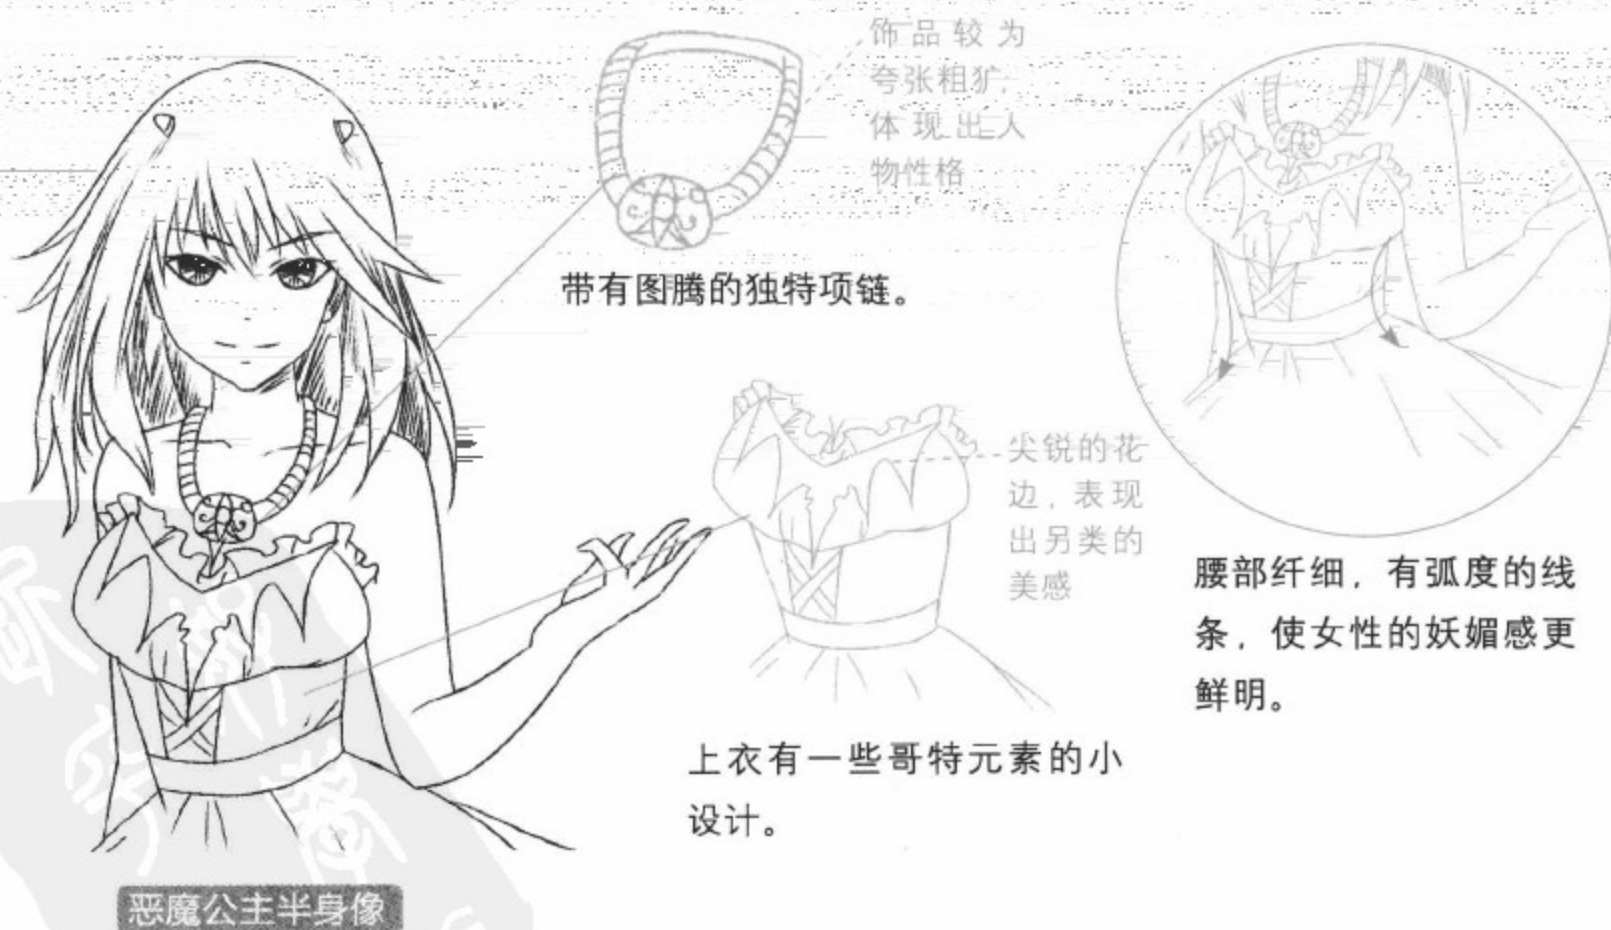 饰品较为
夸张粗犷,
体现出人
物性格
带有图腾的独特项链。
尖锐的花
边，表现
出另类的
美感
腰部纤细，有弧度的线
条，使女性的妖媚感更
鲜明。
上衣有一些哥特元素的小
设计。
恶魔公主半身像